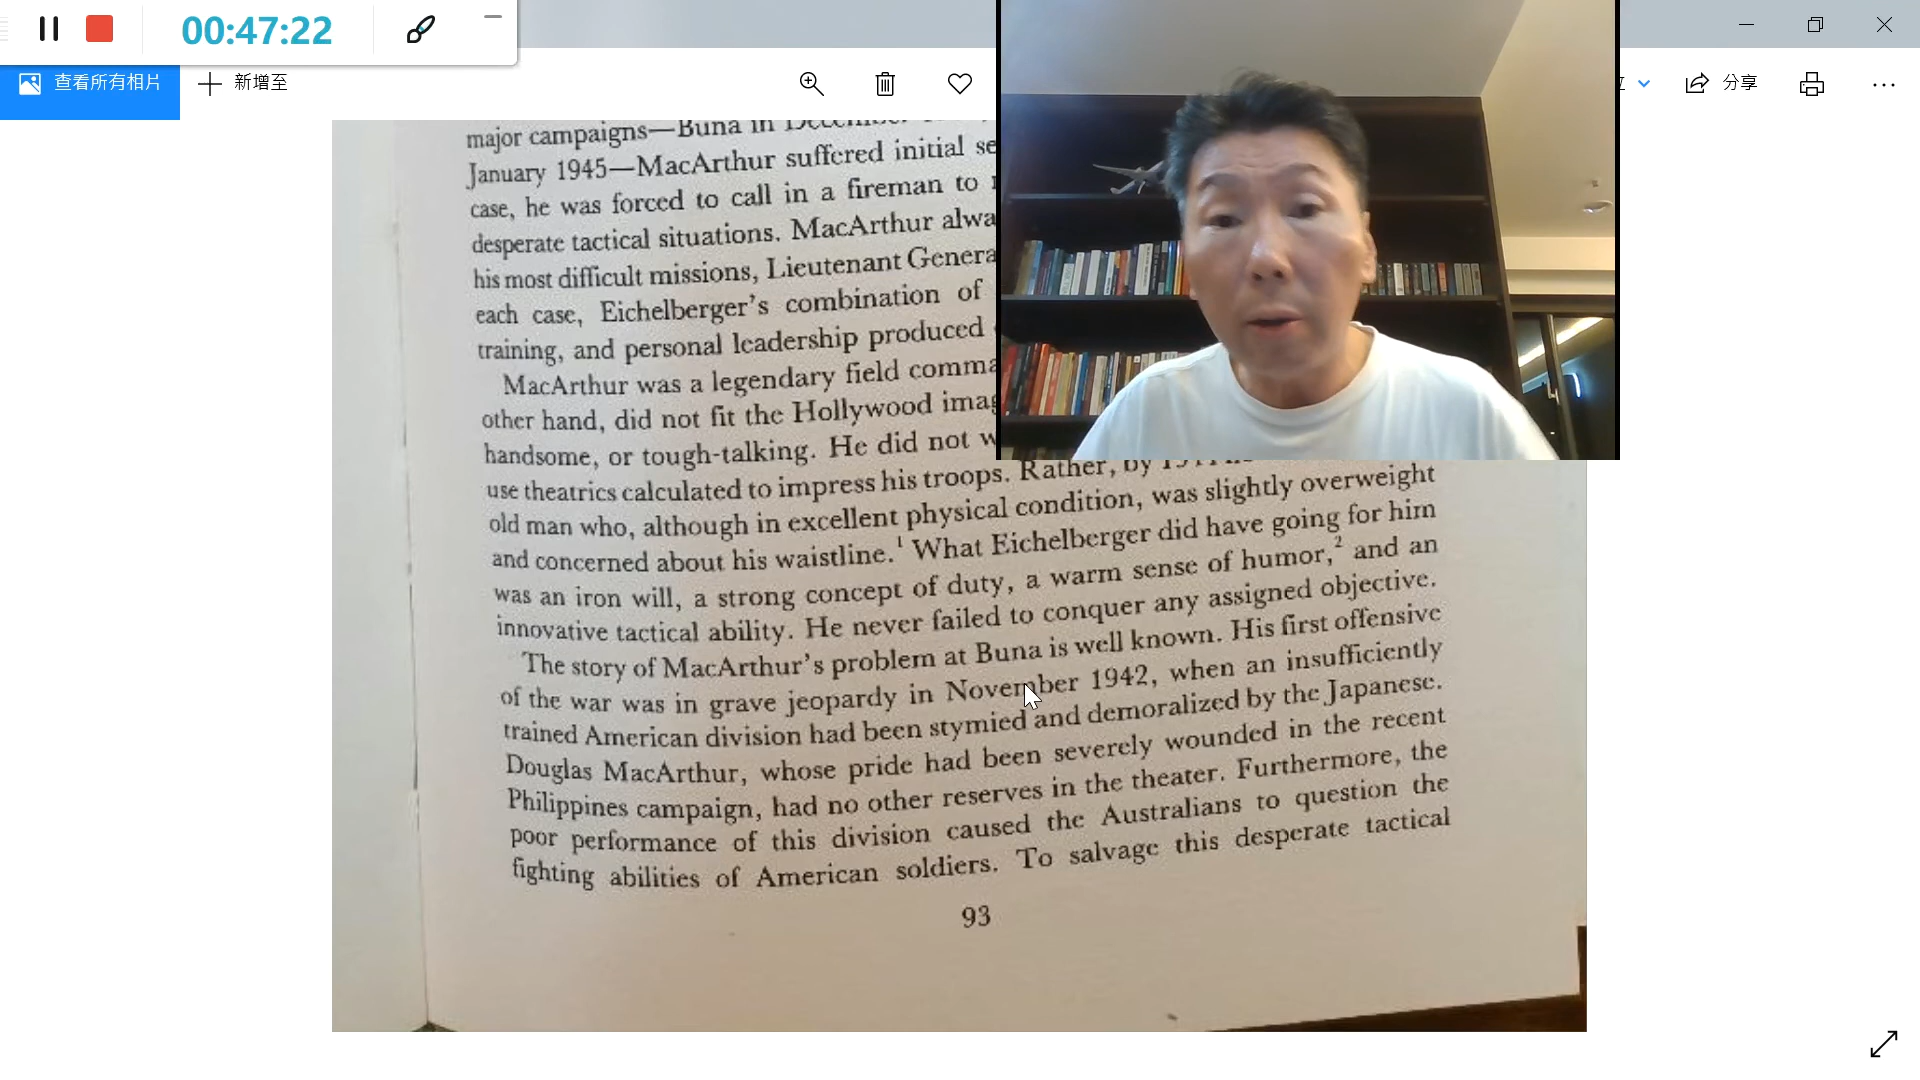 00:47:22
查看所有相片
新增至
分享
major campaigns—Buna in
January 1945—MacArthur suffered initial se
case, he was forced to call in a fireman to
desperate tactical situations. MacArthur alwa
his most difficult missions, Lieutenant Genera
each case, Eichelberger's combination of
training, and personal leadership produced
MacArthur was a legendary field comma
other hand, did not fit the Hollywood imag
handsome, or tough-talking. He did not w
use theatrics calculated to impress his troops. Rather, by
old man who, although in excellent physical condition, was slightly overweight
and concerned about his waistline.¹ What Eichelberger did have going for him
was an iron will, a strong concept of duty, a warm sense of humor,² and an
innovative tactical ability. He never failed to conquer any assigned objective.
The story of MacArthur's problem at Buna is well known. His first offensive
of the war was in grave jeopardy in November 1942, when an insufficiently
trained American division had been stymied and demoralized by the Japanese.
Douglas MacArthur, whose pride had been severely wounded in the recent
Philippines campaign, had no other reserves in the theater. Furthermore, the
poor performance of this division caused the Australians to question the
fighting abilities of American soldiers. To salvage this desperate tactical
93